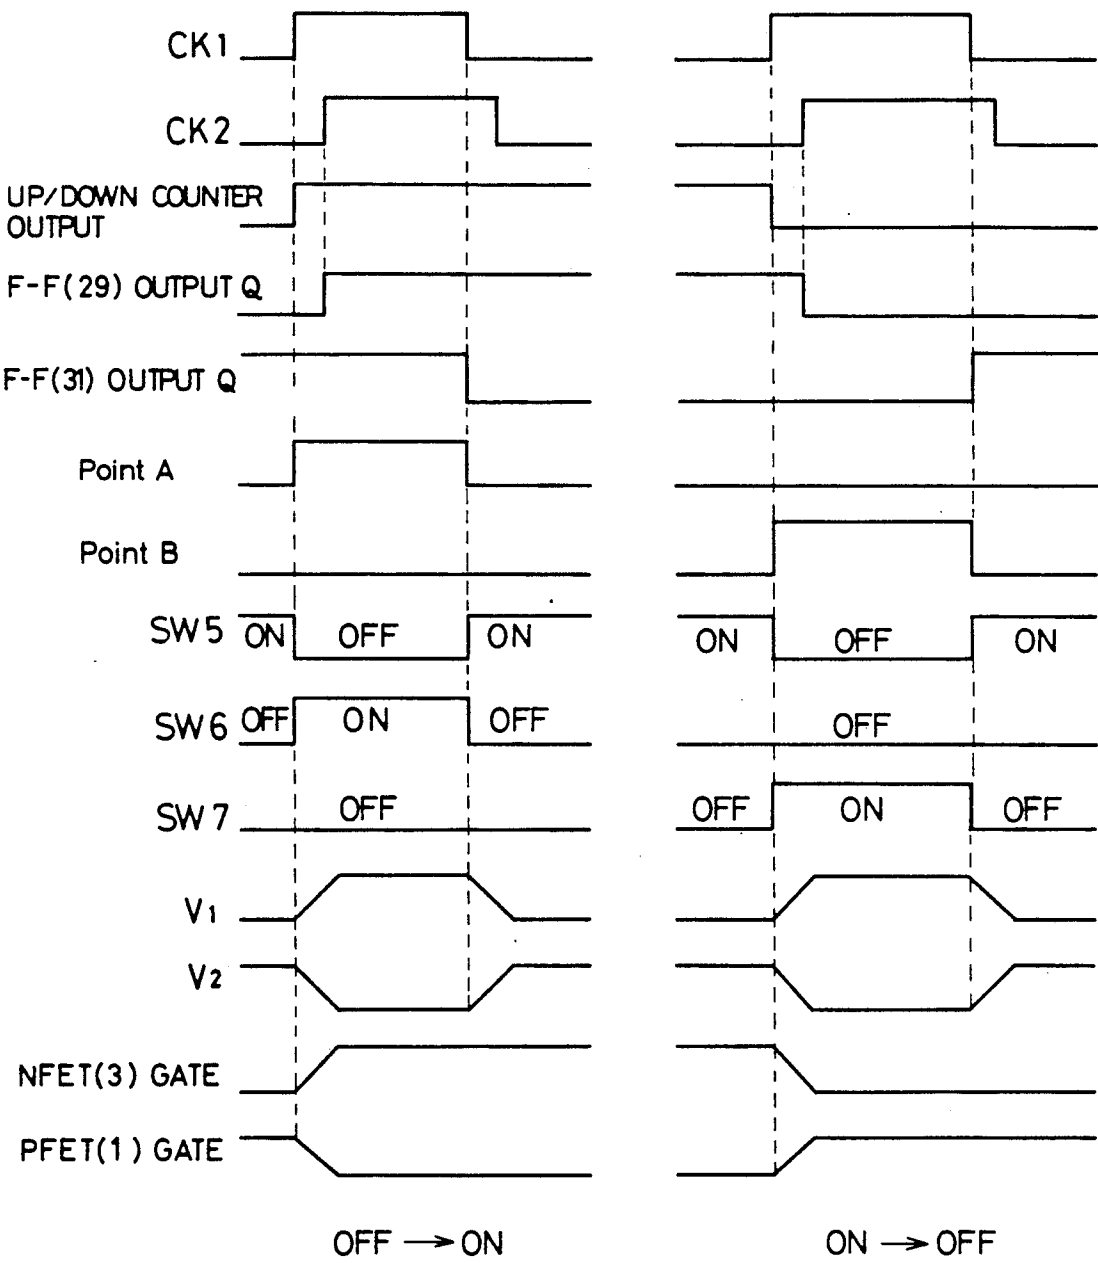 CK1
CK2
UP/DOWN COUNTER
OUTPUT
F-F(29) OUTPUT Q
F-F(31) OUTPUT Q
Point A
Point B
SW5 ON OFF ON ON OFF ON
SW6 OFF ON OFF OFF
SW7 OFF OFF ON OFF
V1
V2
NFET(3) GATE
PFET(1) GATE
OFF → ON ON → OFF